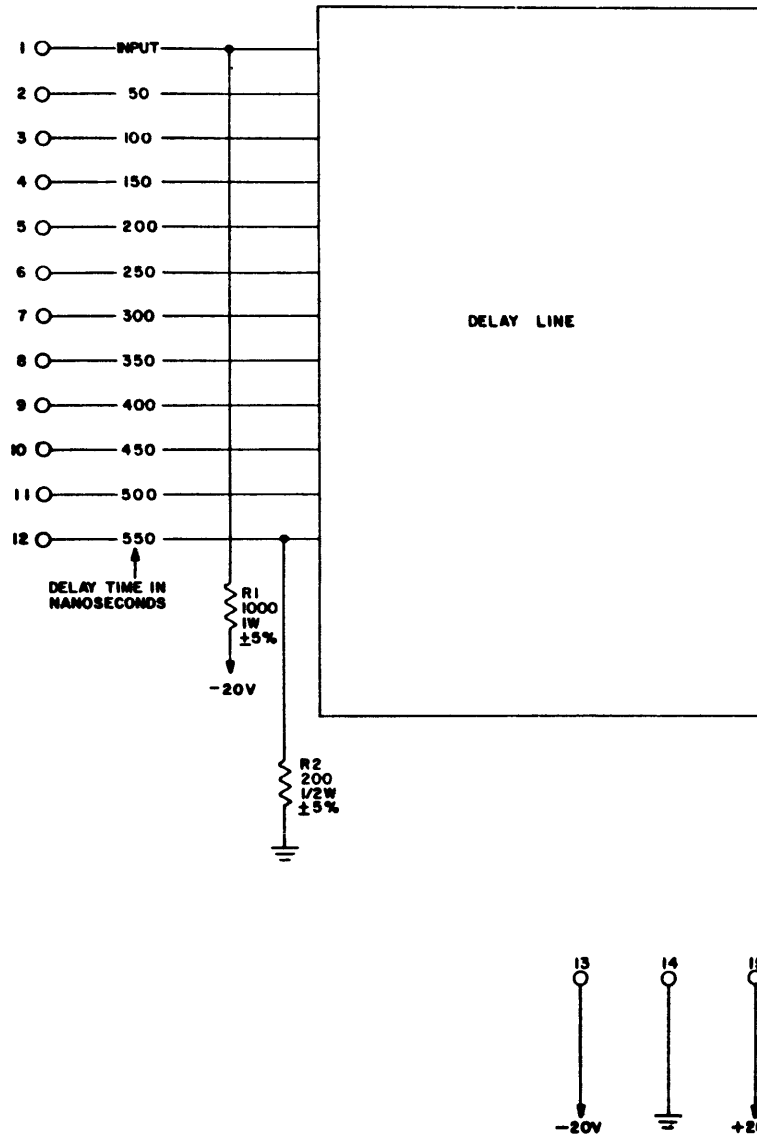 1 INPUT
2 50
3 100
4 150
5 200
6 250
7 300
DELAY LINE
8 350
9 400
10 450
11 500
12 550
DELAY TIME IN
NANOSECONDS
R1
1000
1W
±5%
-20V
R2
200
1/2W
±5%
13 14
-20V